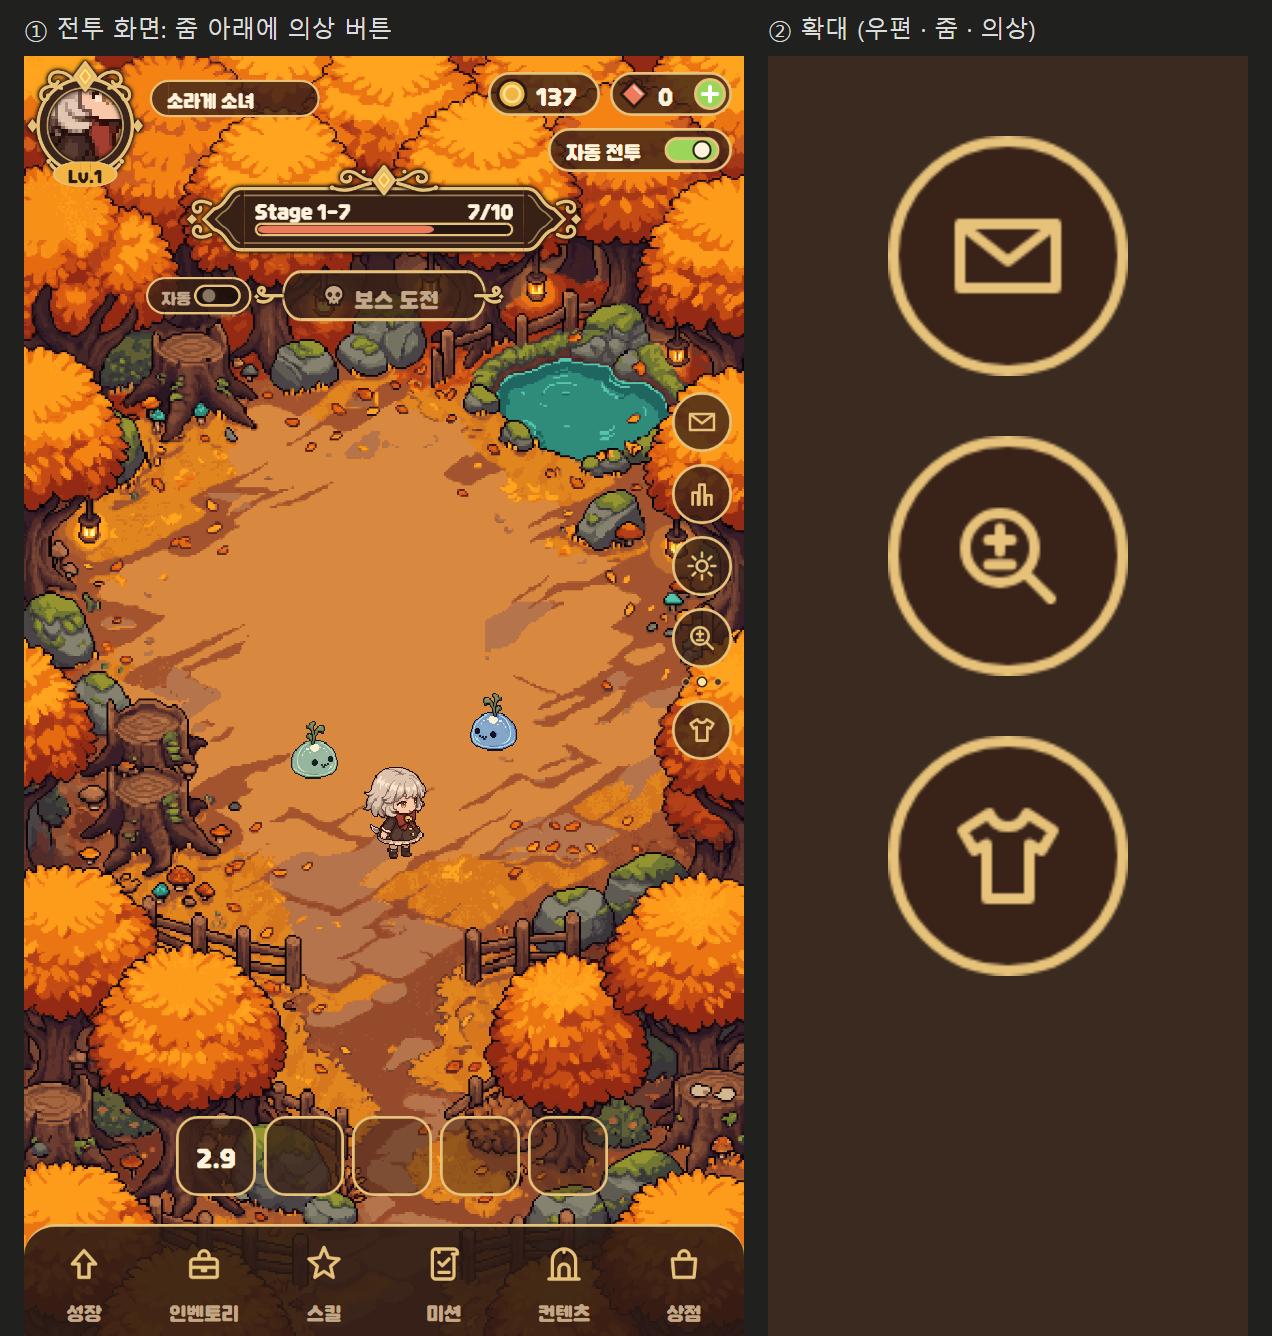 ① 전투 화면: 줌 아래에 의상 버튼
② 확대 (우편 · 줌 · 의상)
소라게 소녀
137
0
Lv.1
자동 전투
Stage 1-7
7/10
자동
보스 도전
2.9
성장
인벤토리
스킬
미션
컨텐츠
상점